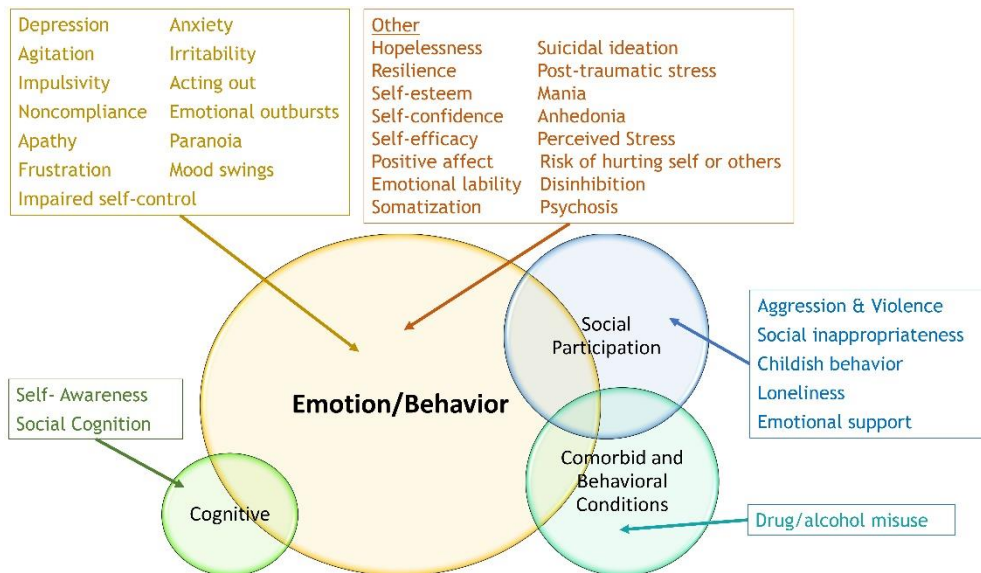 Depression Anxiety
Agitation Irritability
Impulsivity Acting out
Noncompliance Emotional outbursts
Apathy Paranoia
Frustration Mood swings
Impaired self-control
Other
Hopelessness Suicidal ideation
Resilience Post-traumatic stress
Self-esteem Mania
Self-confidence Anhedonia
Self-efficacy Perceived Stress
Positive affect Risk of hurting self or others
Emotional lability Disinhibition
Somatization Psychosis
Social
Participation
Aggression & Violence
Social inappropriateness
Childish behavior
Loneliness
Emotional support
Emotion/Behavior
Self- Awareness
Social Cognition
Cognitive
Comorbid and
Behavioral
Conditions
Drug/alcohol misuse